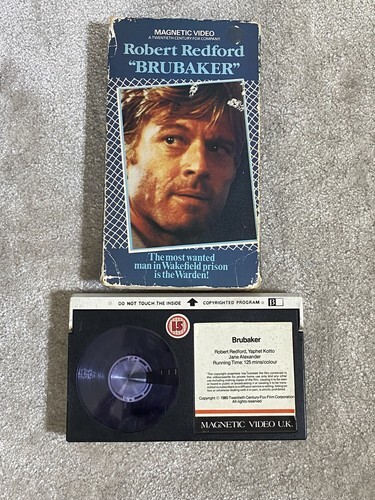 MAGNETIC VIDEO
A TWENTIETH CENTURY-FOX COMPANY
Robert Redford
"BRUBAKER"
The most wanted
man in Wakefield prison
is the Warden!
DO NOT TOUCH THE INSIDE
COPYRIGHTED PROGRAM
β
15
Brubaker
Robert Redford, Yaphet Kotto
Jane Alexander
Running Time: 125 mins/colour
Copyright © 1980 Twentieth Century-Fox Film Corporation
All rights reserved
MAGNETIC VIDEO U.K.